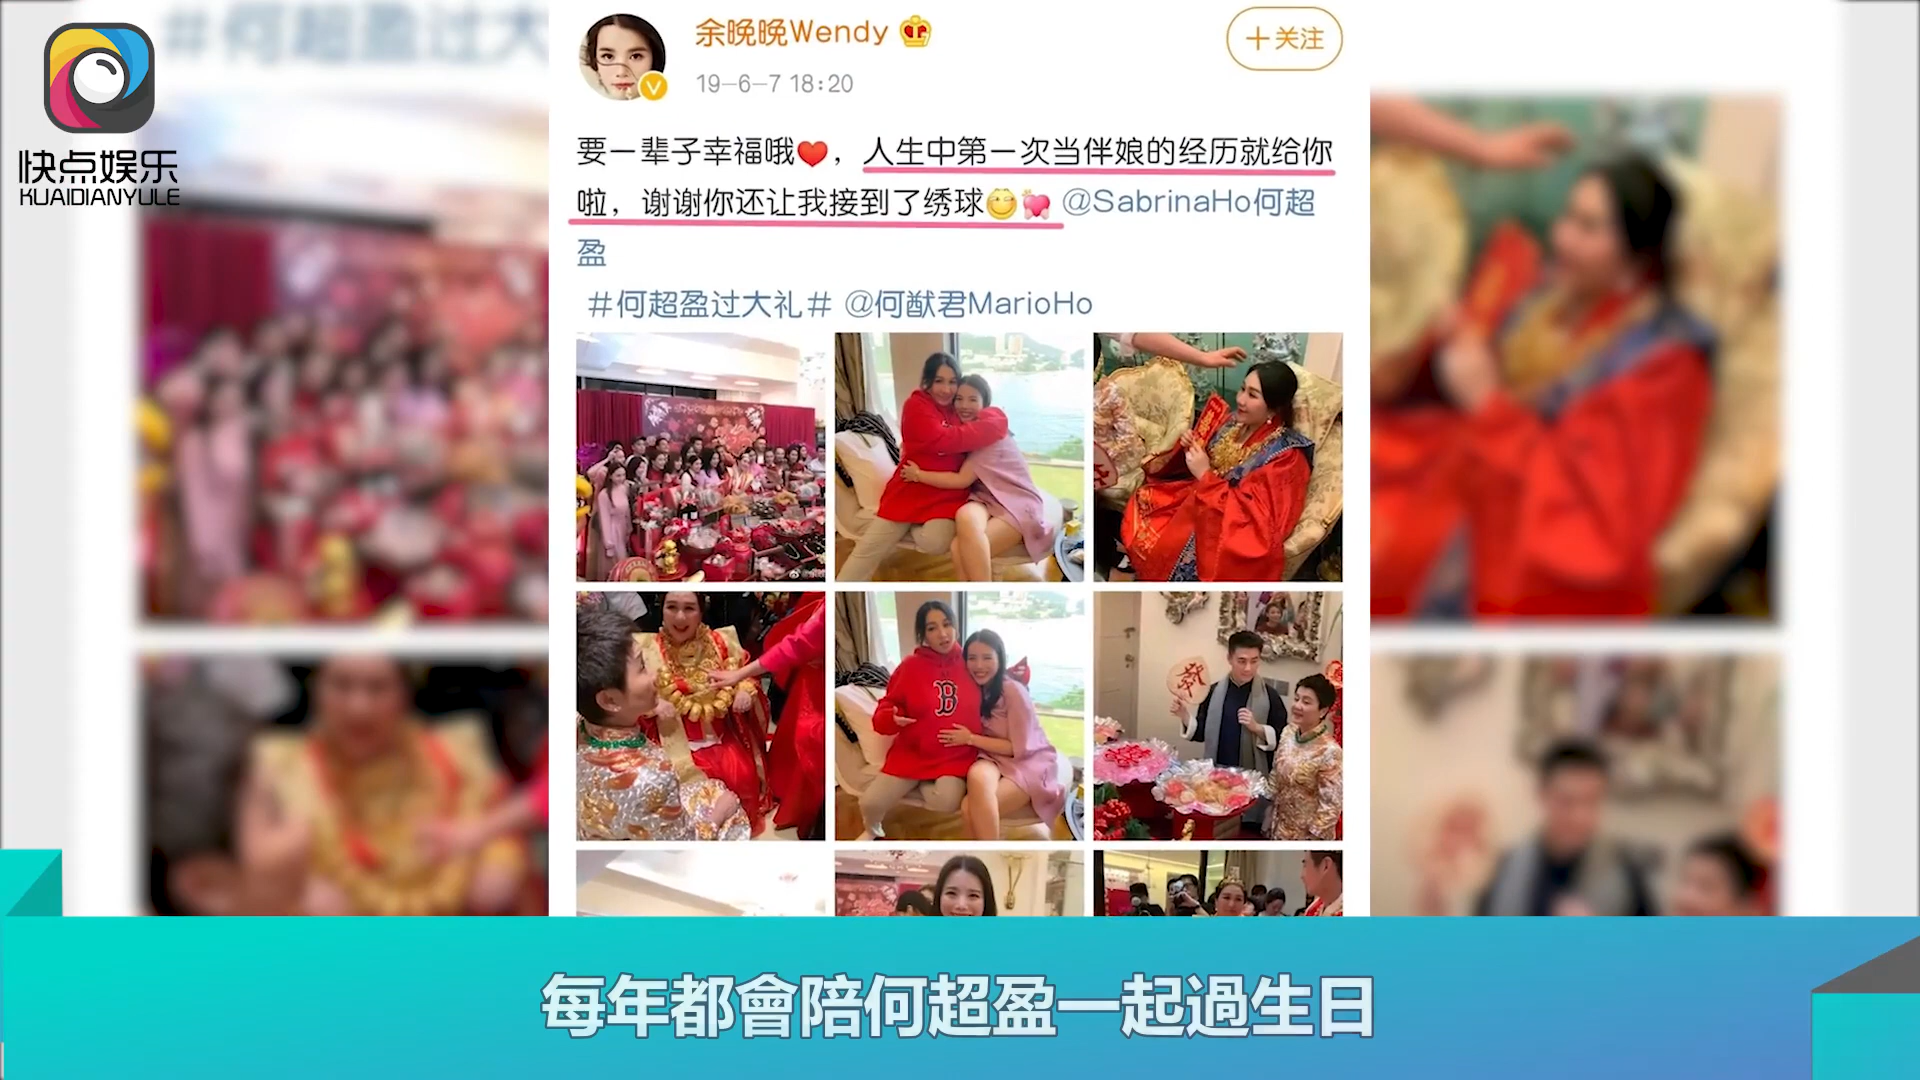 快点娱乐
KUAIDIANYULE
余晚晚Wendy
+关注
19-6-7 18:20
要一辈子幸福哦❤️，人生中第一次当伴娘的经历就给你
啦，谢谢你还让我接到了绣球😊💘 @SabrinaHo何超
盈
#何超盈过大礼# @何猷君MarioHo
B
每年都會陪何超盈一起過生日